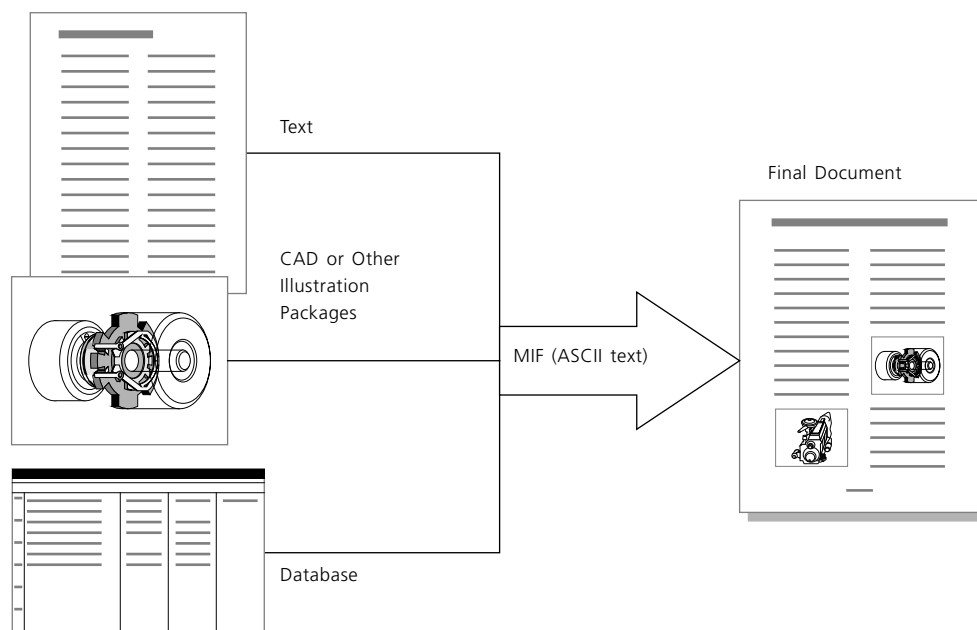 Text
Final Document
CAD or Other
Illustration
Packages
MIF (ASCII text)
Database